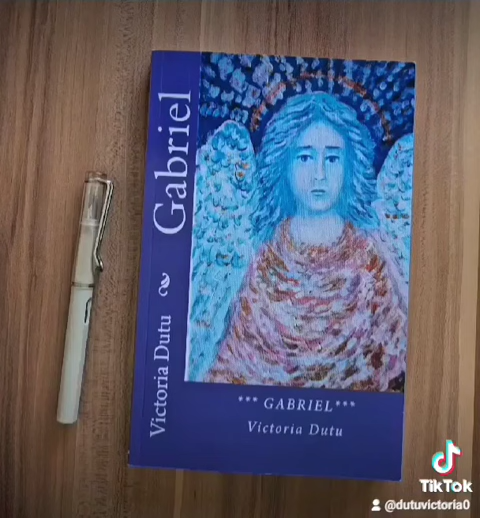 Gabriel
Victoria Dutu
*** GABRIEL***
Victoria Dutu
TikTok
@dutuvictoria0